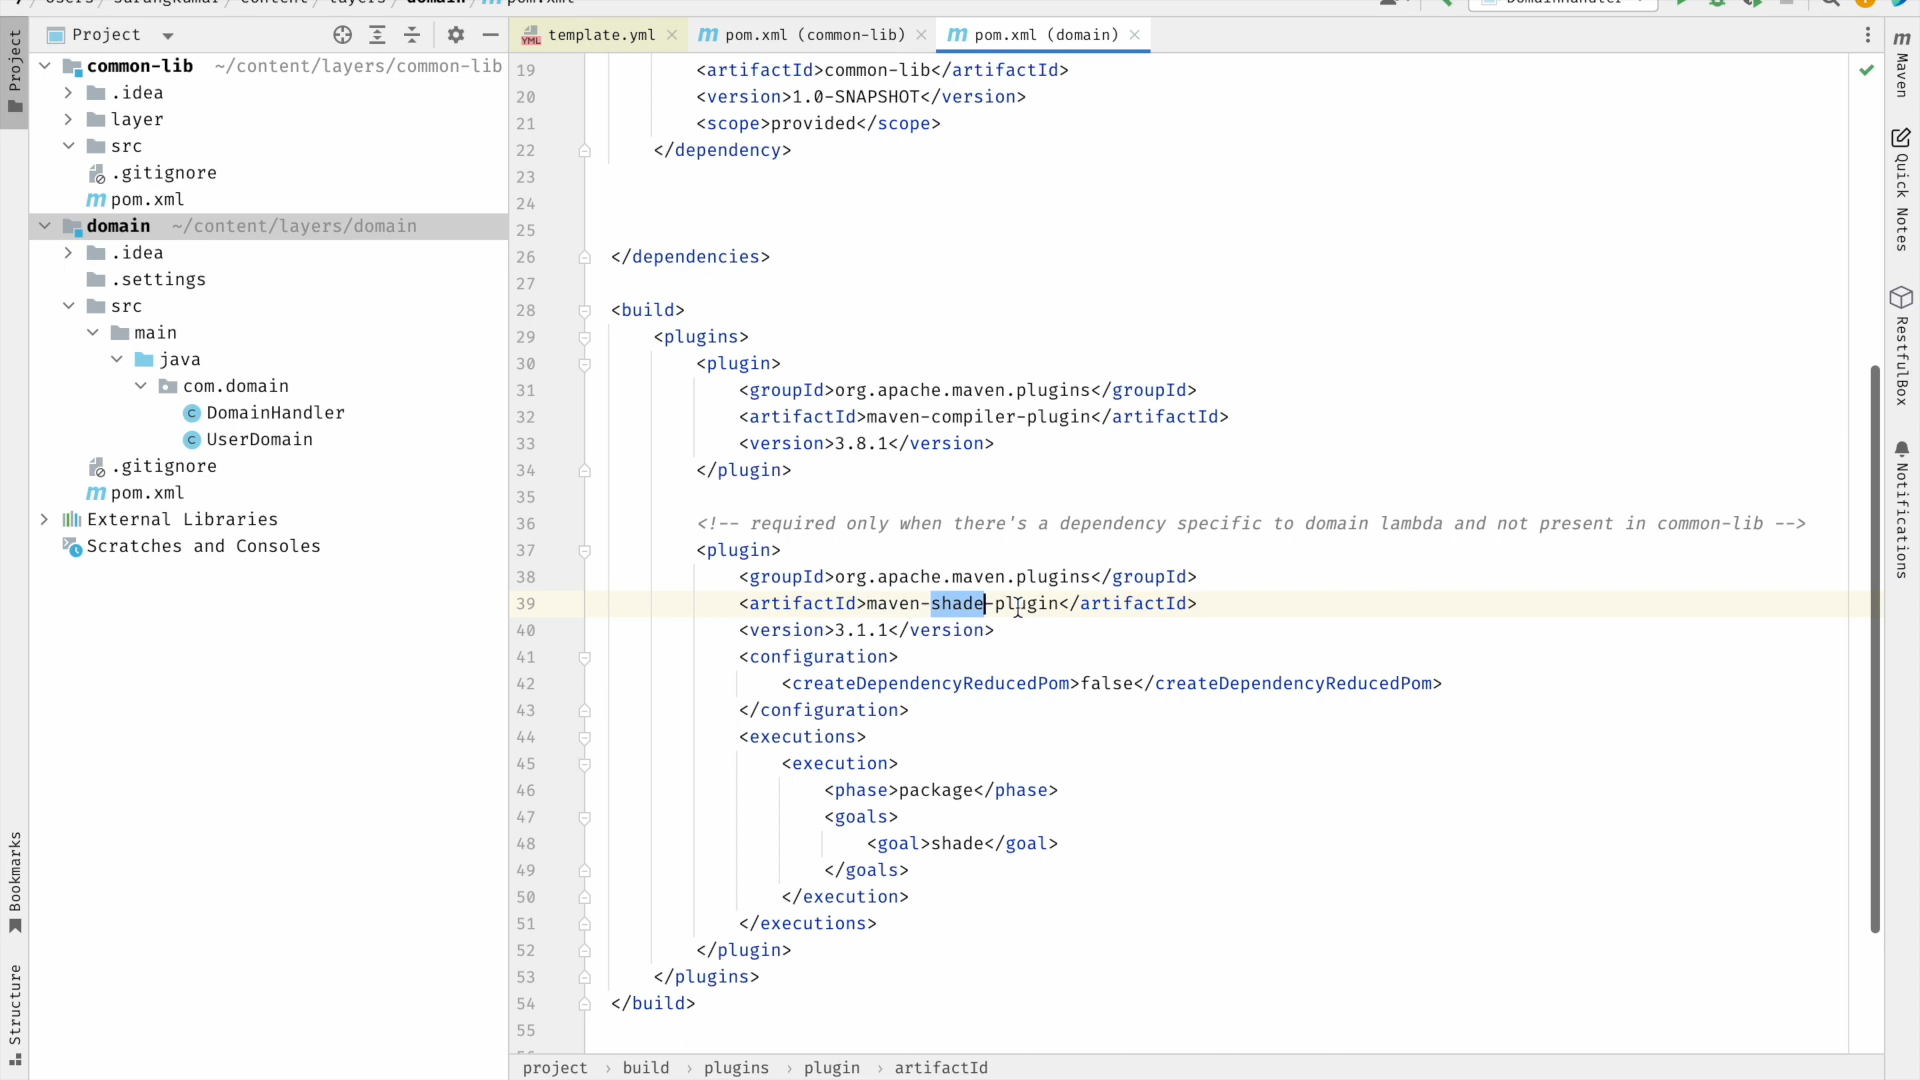 / Users / sarangkumar / content / layers / domain / m pom.xml
DomainHandler
Project
template.yml
pom.xml (common-lib)
pom.xml (domain)
Project
common-lib ~/content/layers/common-lib
.idea
layer
src
.gitignore
pom.xml
domain ~/content/layers/domain
.idea
.settings
src
main
java
com.domain
DomainHandler
UserDomain
.gitignore
pom.xml
External Libraries
Scratches and Consoles
Bookmarks
Structure
19 <artifactId>common-lib</artifactId>
20 <version>1.0-SNAPSHOT</version>
21 <scope>provided</scope>
22 </dependency>
23
24
25
26 </dependencies>
27
28 <build>
29 <plugins>
30 <plugin>
31 <groupId>org.apache.maven.plugins</groupId>
32 <artifactId>maven-compiler-plugin</artifactId>
33 <version>3.8.1</version>
34 </plugin>
35
36 <!-- required only when there's a dependency specific to domain lambda and not present in common-lib -->
37 <plugin>
38 <groupId>org.apache.maven.plugins</groupId>
39 <artifactId>maven-shade-plugin</artifactId>
40 <version>3.1.1</version>
41 <configuration>
42 <createDependencyReducedPom>false</createDependencyReducedPom>
43 </configuration>
44 <executions>
45 <execution>
46 <phase>package</phase>
47 <goals>
48 <goal>shade</goal>
49 </goals>
50 </execution>
51 </executions>
52 </plugin>
53 </plugins>
54 </build>
55
project › build › plugins › plugin › artifactId
Maven
Quick Notes
RestfulBox
Notifications